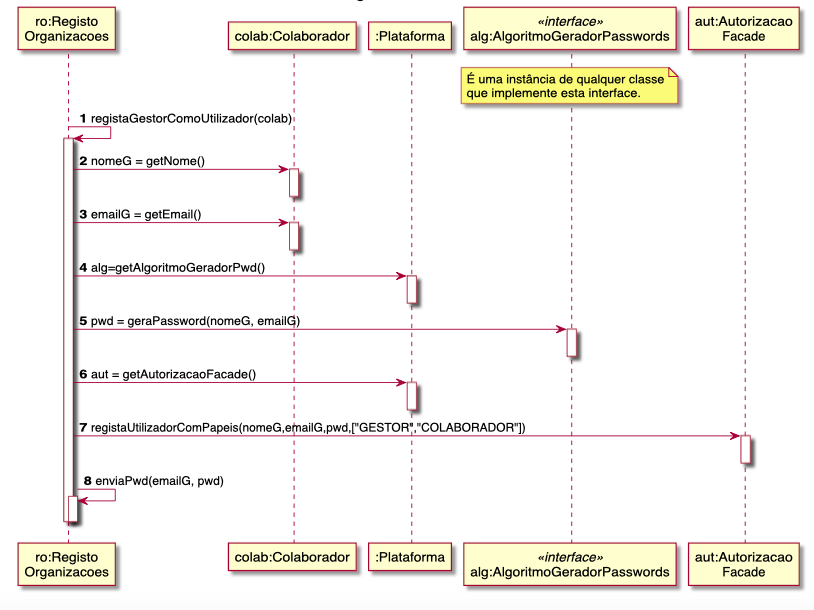 ro:Registo
Organizacoes
colab:Colaborador
:Plataforma
«interface»
alg:AlgoritmoGeradorPasswords
aut:Autorizacao
Facade
É uma instância de qualquer classe
que implemente esta interface.
1 registaGestorComoUtilizador(colab)
2 nomeG = getNome()
3 emailG = getEmail()
4 alg=getAlgoritmoGeradorPwd()
5 pwd = geraPassword(nomeG, emailG)
6 aut = getAutorizacaoFacade()
7 registaUtilizadorComPapeis(nomeG,emailG,pwd,["GESTOR","COLABORADOR"])
8 enviaPwd(emailG, pwd)
ro:Registo
Organizacoes
colab:Colaborador
:Plataforma
«interface»
alg:AlgoritmoGeradorPasswords
aut:Autorizacao
Facade